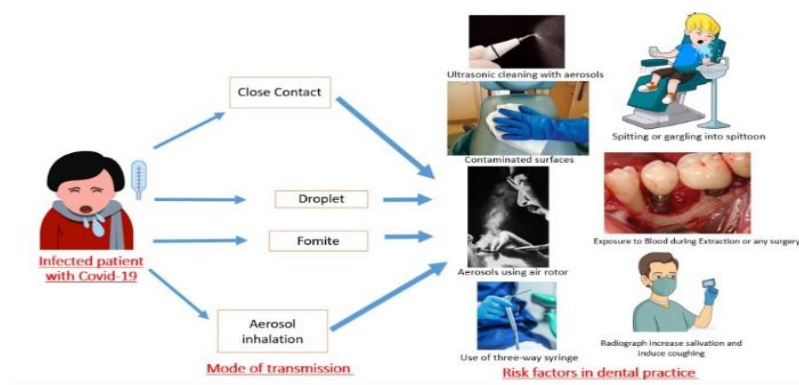 Infected patient
with Covid-19
Close Contact
Droplet
Fomite
Aerosol
inhalation
Mode of transmission
Ultrasonic cleaning with aerosols
Contaminated surfaces
Aerosols using air rotor
Use of three-way syringe
Spitting or gargling into spittoon
Exposure to Blood during Extraction or any surgery
Radiograph increase salivation and
induce coughing
Risk factors in dental practice